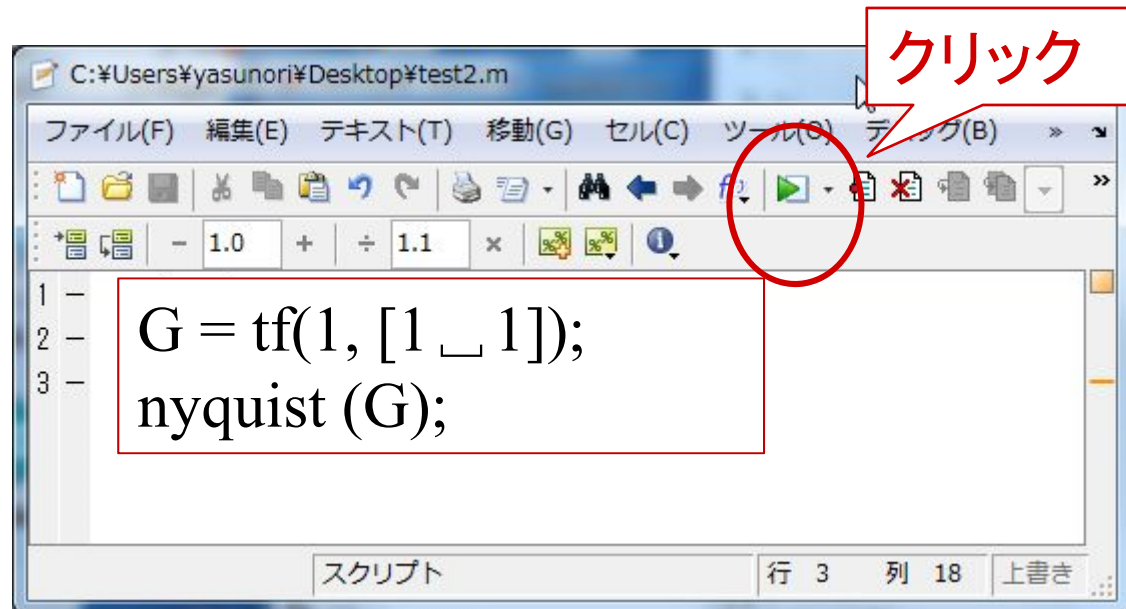 クリック
C:¥Users¥yasunori¥Desktop¥test2.m
ファイル(F) 編集(E) テキスト(T) 移動(G) セル(C) ツール(O) デバッグ(B) »
»
− 1.0 + ÷ 1.1 ×
1 −
2 −
3 −
G = tf(1, [1 ⎵ 1]);
nyquist (G);
スクリプト 行 3 列 18 上書き